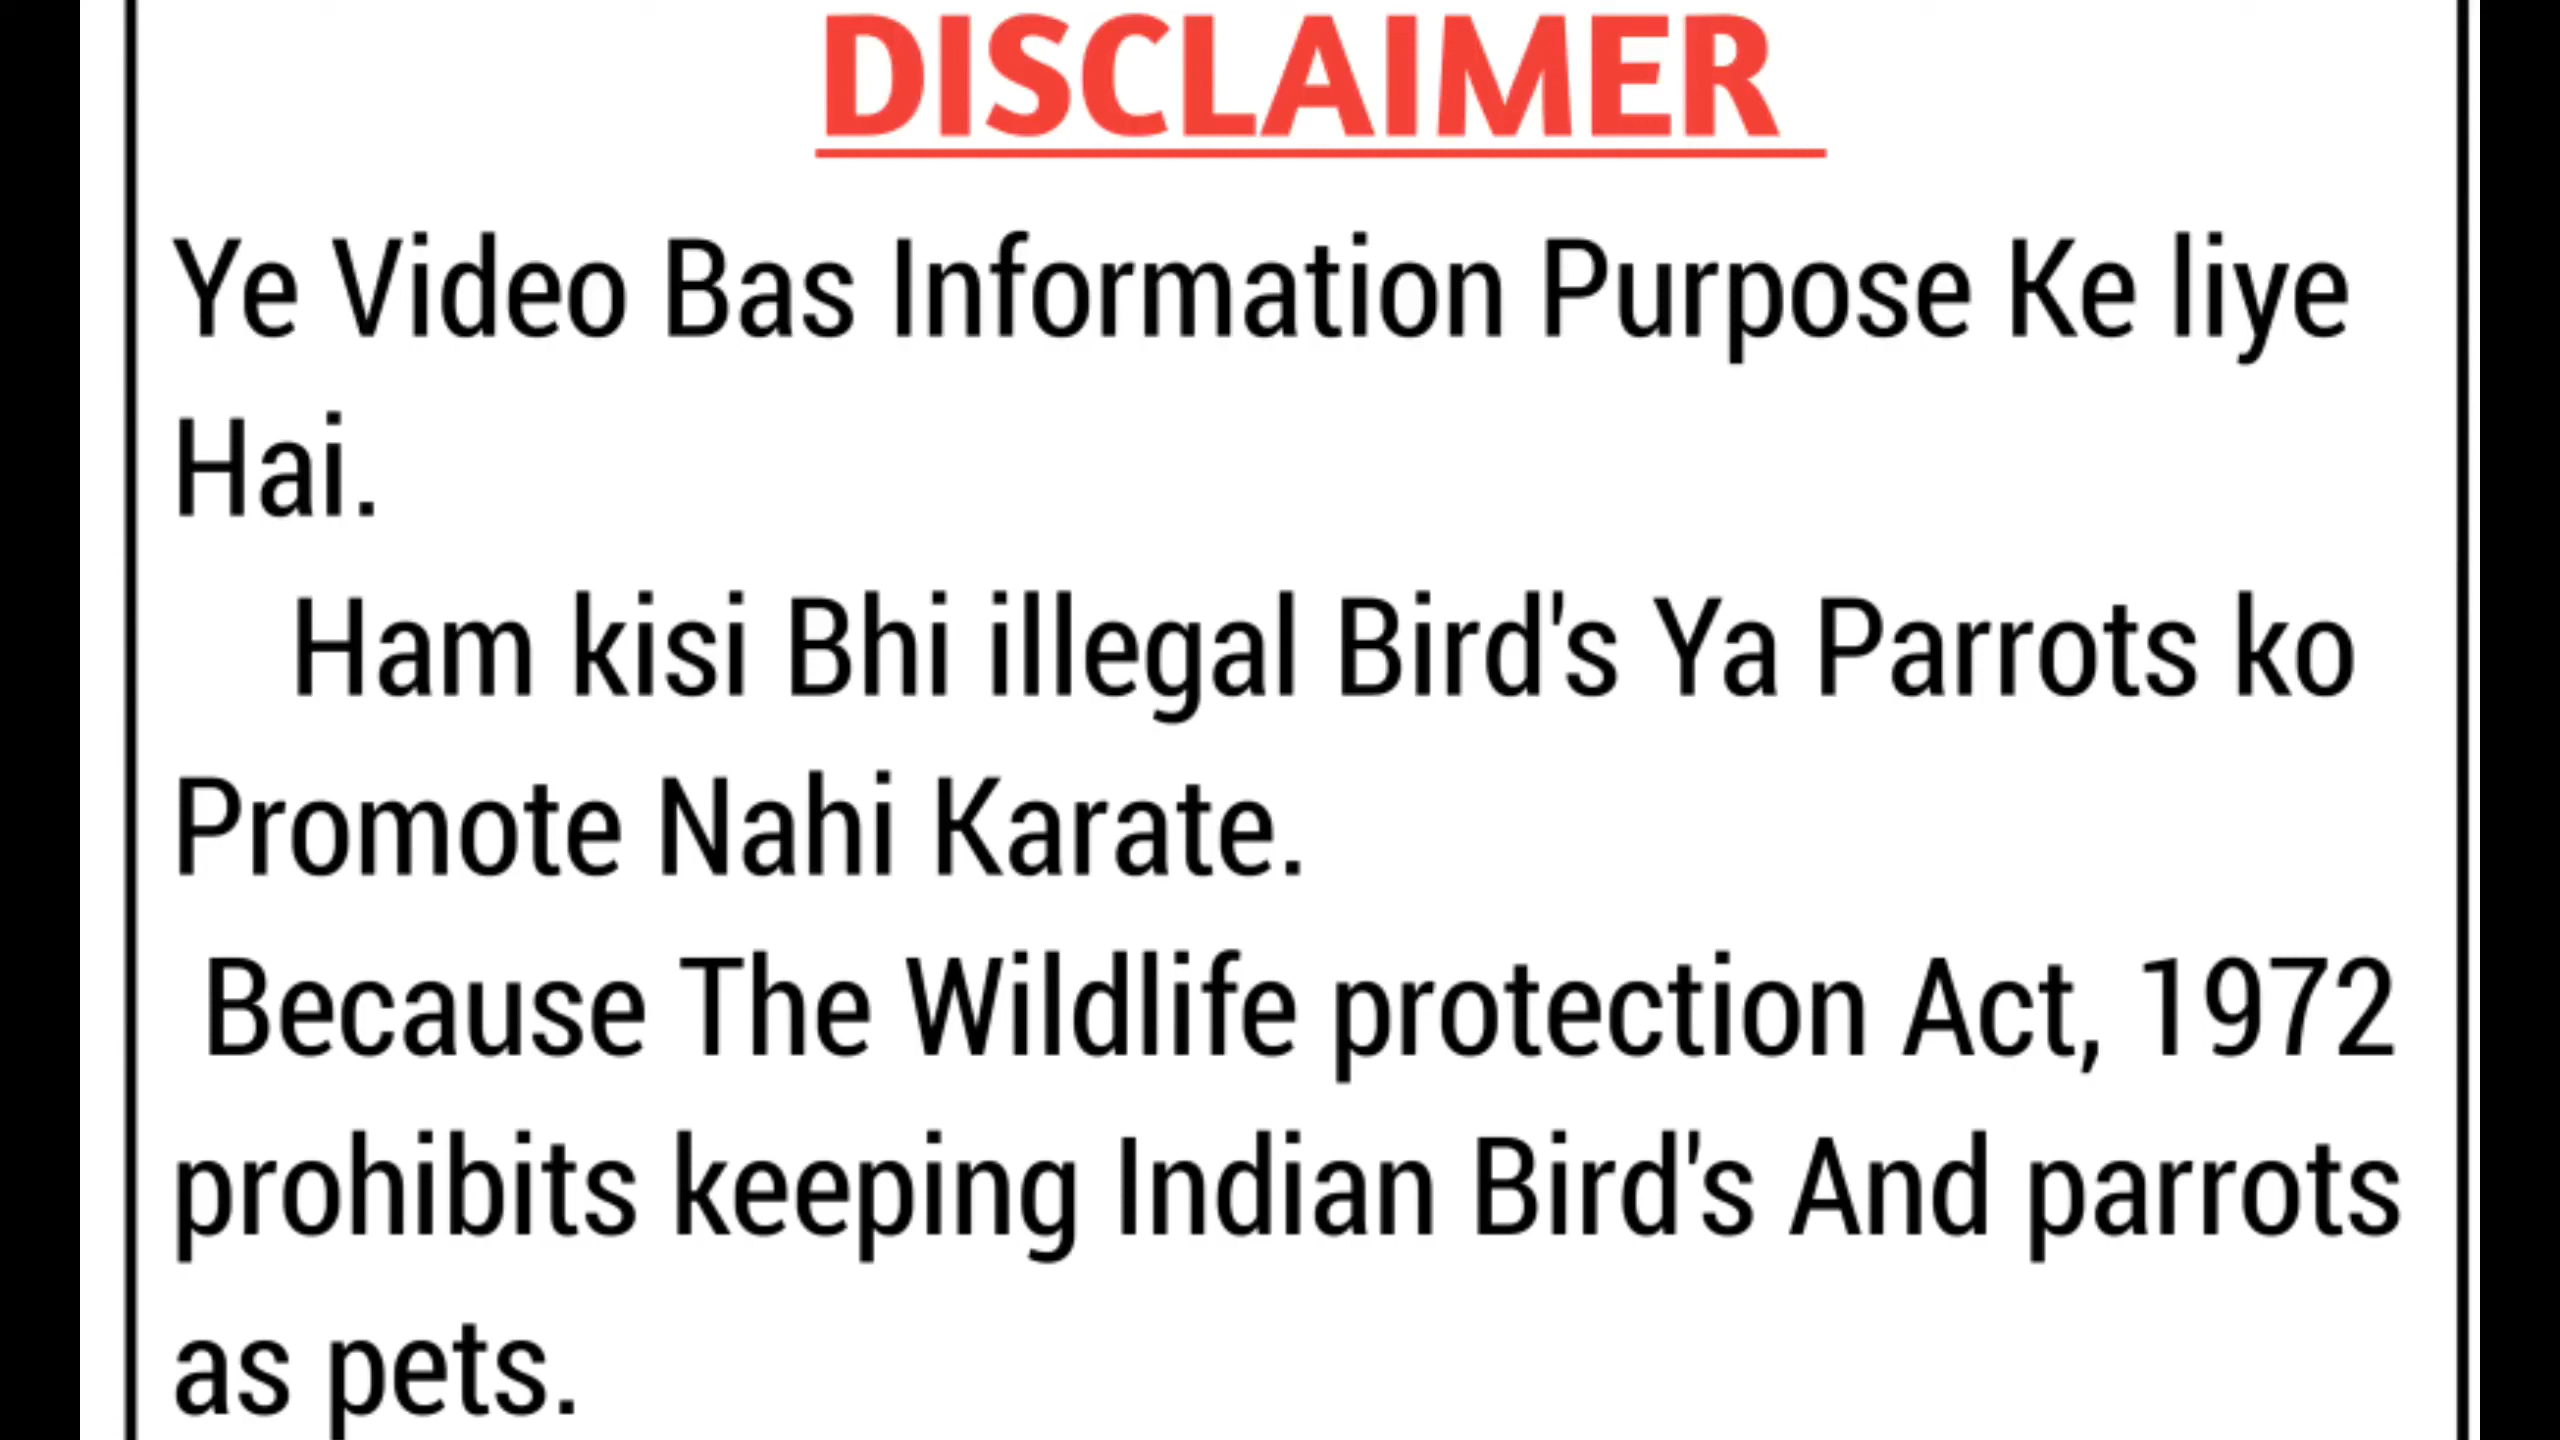 DISCLAIMER
Ye Video Bas Information Purpose Ke liye
Hai.
Ham kisi Bhi illegal Bird's Ya Parrots ko
Promote Nahi Karate.
Because The Wildlife protection Act, 1972
prohibits keeping Indian Bird's And parrots
as pets.